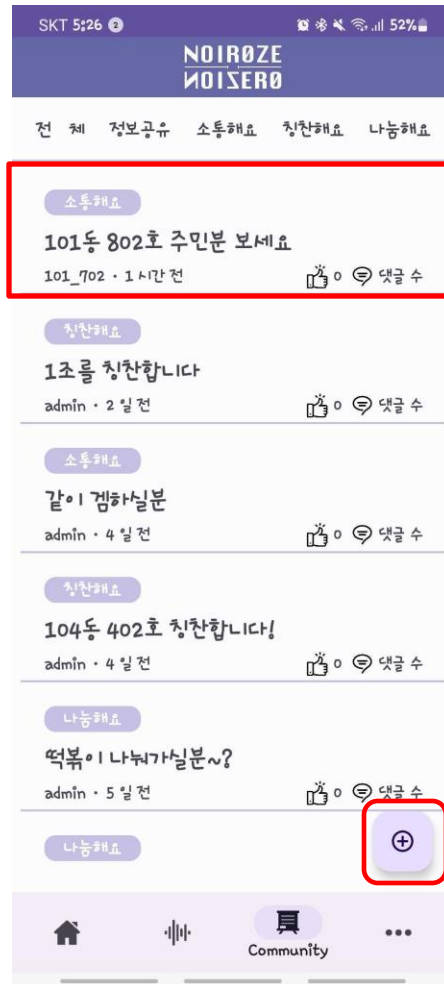 SKT 5:26 2 52%
NOIRØZE
NOIZERØ
전 체 정보공유 소통해요 칭찬해요 나눔해요
소통해요
101동 802호 주민분 보세요
101_702 · 1시간 전 0 댓글 수
칭찬해요
1조를 칭찬합니다
admin · 2일 전 0 댓글 수
소통해요
같이 겜하실분
admin · 4일 전 0 댓글 수
칭찬해요
104동 402호 칭찬합니다!
admin · 4일 전 0 댓글 수
나눔해요
떡볶이 나눠가실분~?
admin · 5일 전 0 댓글 수
나눔해요
Community